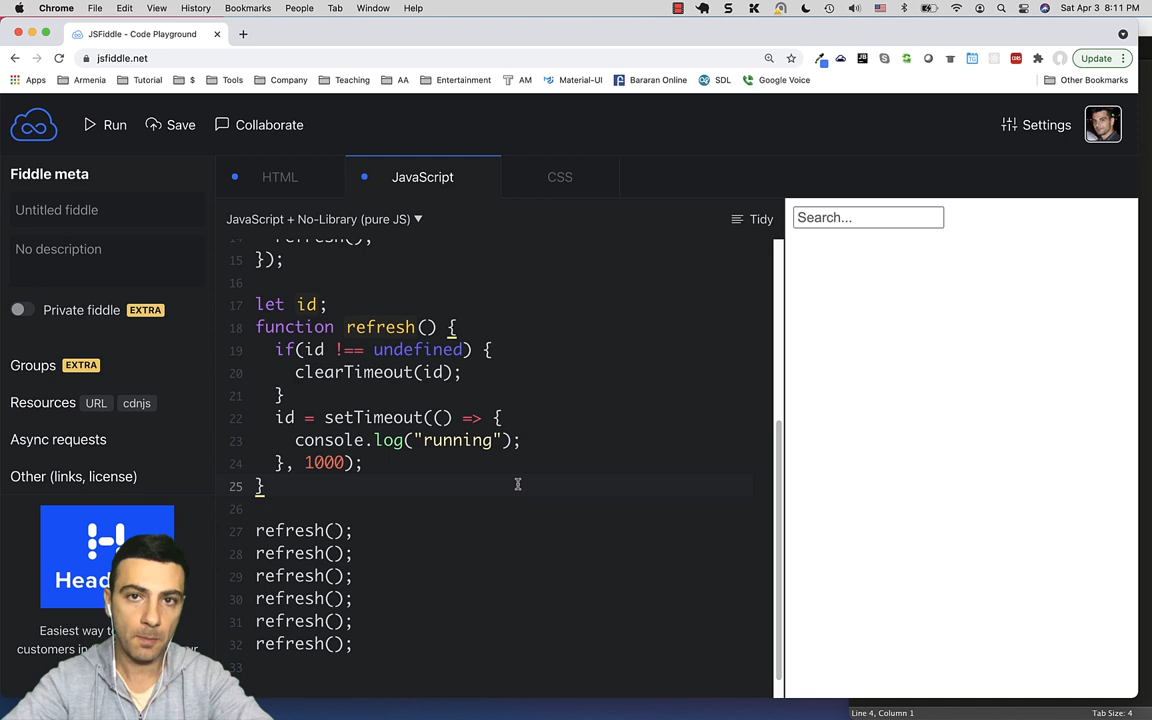 Chrome File Edit View History Bookmarks People Tab Window Help Sat Apr 3 8:11 PM
JSFiddle - Code Playground
jsfiddle.net Update
Apps Armenia Tutorial $ Tools Company Teaching AA Entertainment AM Material-UI Bararan Online SDL Google Voice Other Bookmarks
Run Save Collaborate Settings
Fiddle meta
Untitled fiddle
No description
Private fiddle EXTRA
Groups EXTRA
Resources URL cdnjs
Async requests
Other (links, license)
Head
Easiest way
customers in
HTML JavaScript CSS
JavaScript + No-Library (pure JS) Tidy
14 refresh();
15 });
16
17 let id;
18 function refresh() {
19 if(id !== undefined) {
20 clearTimeout(id);
21 }
22 id = setTimeout(() => {
23 console.log("running");
24 }, 1000);
25 }
26
27 refresh();
28 refresh();
29 refresh();
30 refresh();
31 refresh();
32 refresh();
33
Search...
Line 4, Column 1 Tab Size: 4